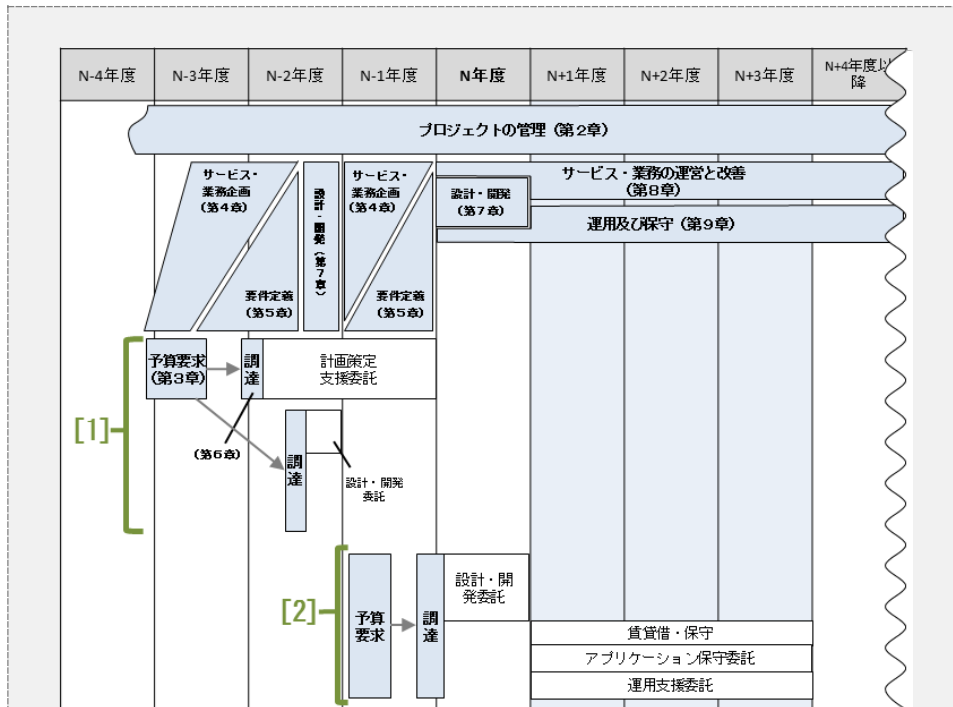 N-4年度
N-3年度
N-2年度
N-1年度
N年度
N+1年度
N+2年度
N+3年度
N+4年度以
降
プロジェクトの管理（第2章）
サービス・
業務企画
（第4章）
要件定義
（第5章）
設計・開発（第7章）
サービス・
業務企画
（第4章）
要件定義
（第5章）
サービス・業務の運営と改善
（第8章）
設計・開発
（第7章）
運用及び保守（第9章）
[1]
予算要求
（第3章）
調達
計画策定
支援委託
（第6章）
調達
設計・開発
委託
[2]
予算
要求
調達
設計・開
発委託
賃貸借・保守
アプリケーション保守委託
運用支援委託